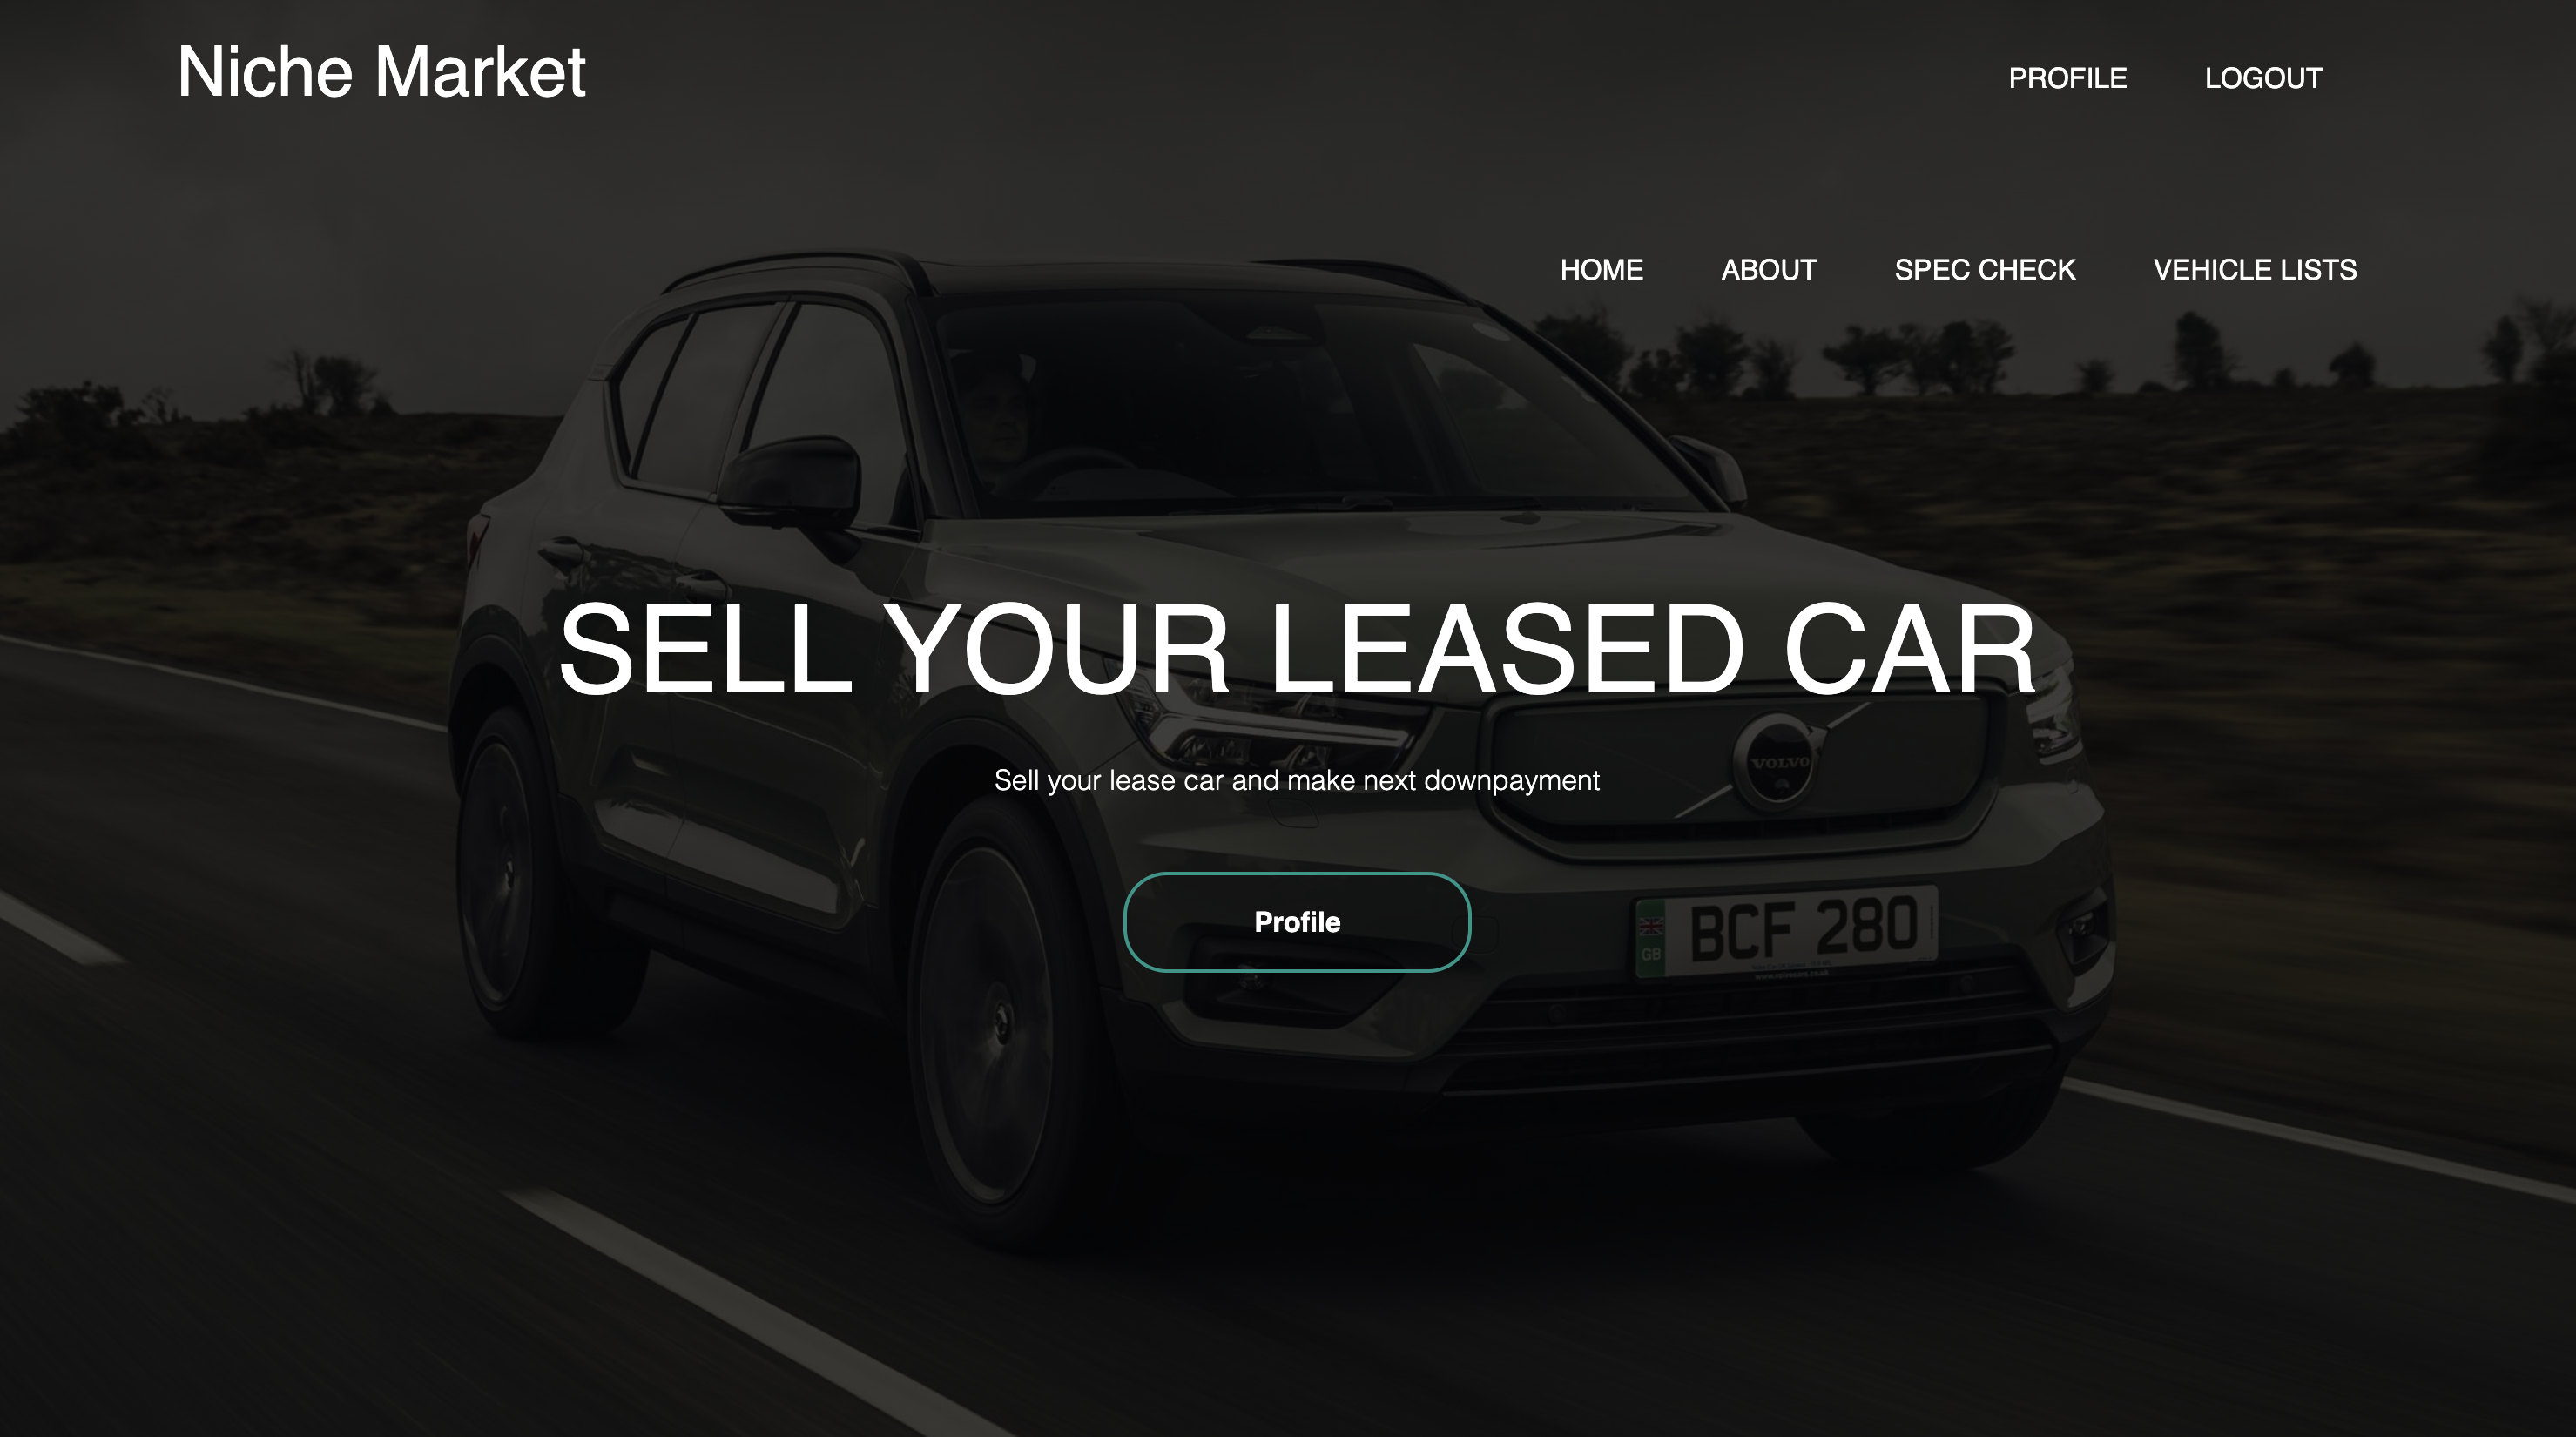 Niche Market
PROFILE LOGOUT
HOME ABOUT SPEC CHECK VEHICLE LISTS
SELL YOUR LEASED CAR
Sell your lease car and make next downpayment
VOLVO
Profile
BCF 280
GB